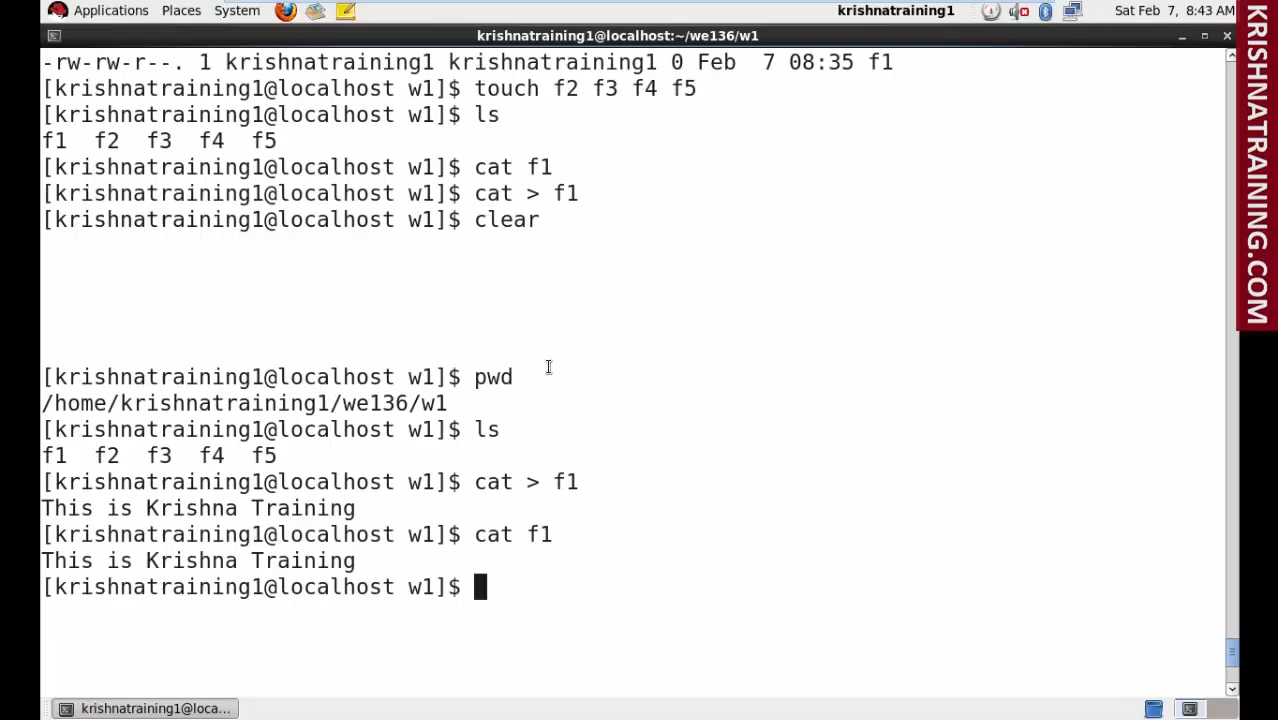 Applications Places System krishnatraining1 Sat Feb 7, 8:43 AM
krishnatraining1@localhost:~/we136/w1
-rw-rw-r--. 1 krishnatraining1 krishnatraining1 0 Feb  7 08:35 f1
[krishnatraining1@localhost w1]$ touch f2 f3 f4 f5
[krishnatraining1@localhost w1]$ ls
f1  f2  f3  f4  f5
[krishnatraining1@localhost w1]$ cat f1
[krishnatraining1@localhost w1]$ cat > f1
[krishnatraining1@localhost w1]$ clear
[krishnatraining1@localhost w1]$ pwd
/home/krishnatraining1/we136/w1
[krishnatraining1@localhost w1]$ ls
f1  f2  f3  f4  f5
[krishnatraining1@localhost w1]$ cat > f1
This is Krishna Training
[krishnatraining1@localhost w1]$ cat f1
This is Krishna Training
[krishnatraining1@localhost w1]$
krishnatraining1@loca...
KRISHNATRAINING.COM